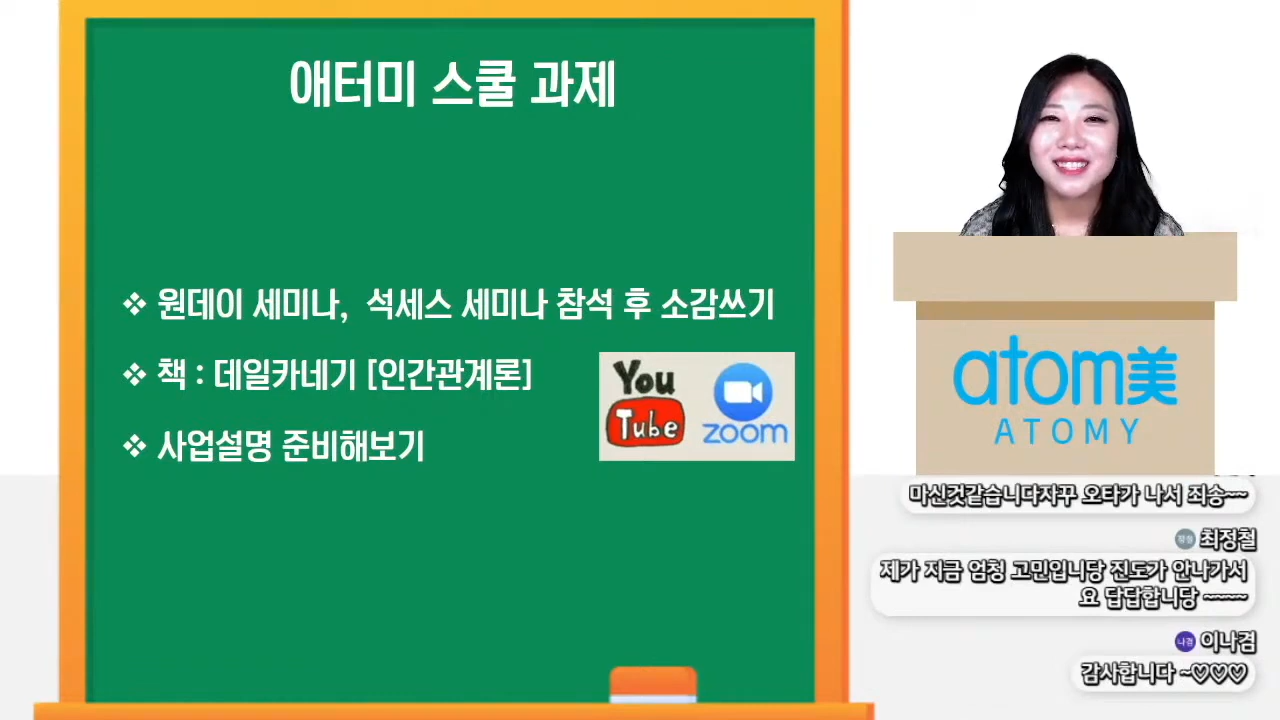 애터미 스쿨 과제
❖ 원데이 세미나, 석세스 세미나 참석 후 소감쓰기
❖ 책 : 데일카네기 [인간관계론]
❖ 사업설명 준비해보기
You
Tube
zoom
atom美
ATOMY
마신것같습니다자꾸 오타가 나서 죄송~~
최정철
제가 지금 엄청 고민입니당 진도가 안나가서
요 답답합니당 ~~~~
나겸 이나겸
감사합니다 ~♡♡♡